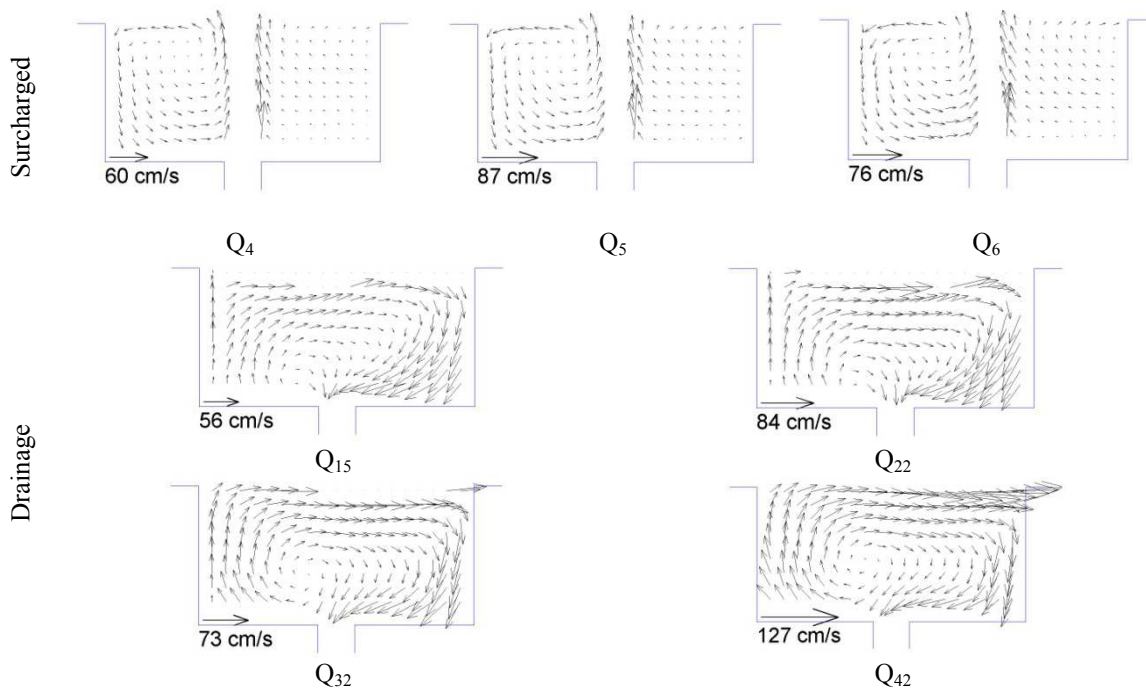 Surcharged
60 cm/s
87 cm/s
76 cm/s
Q₄
Q₅
Q₆
Drainage
56 cm/s
84 cm/s
Q₁₅
Q₂₂
73 cm/s
127 cm/s
Q₃₂
Q₄₂